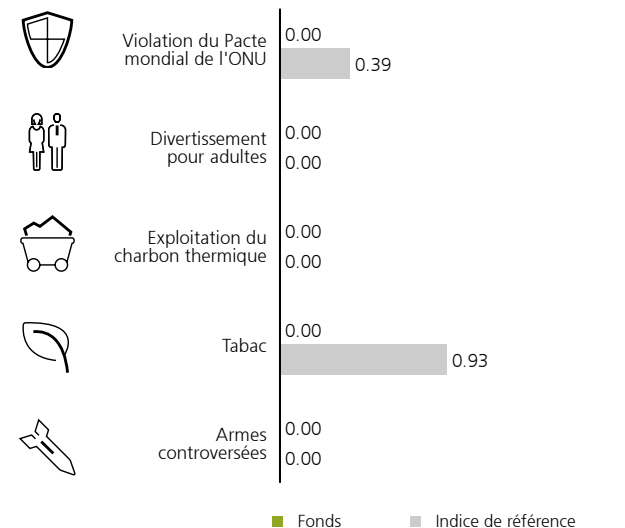 Violation du Pacte
mondial de l'ONU
0.00
0.39
Divertissement
pour adultes
0.00
0.00
Exploitation du
charbon thermique
0.00
0.00
Tabac
0.00
0.93
Armes
controversées
0.00
0.00
Fonds
Indice de référence